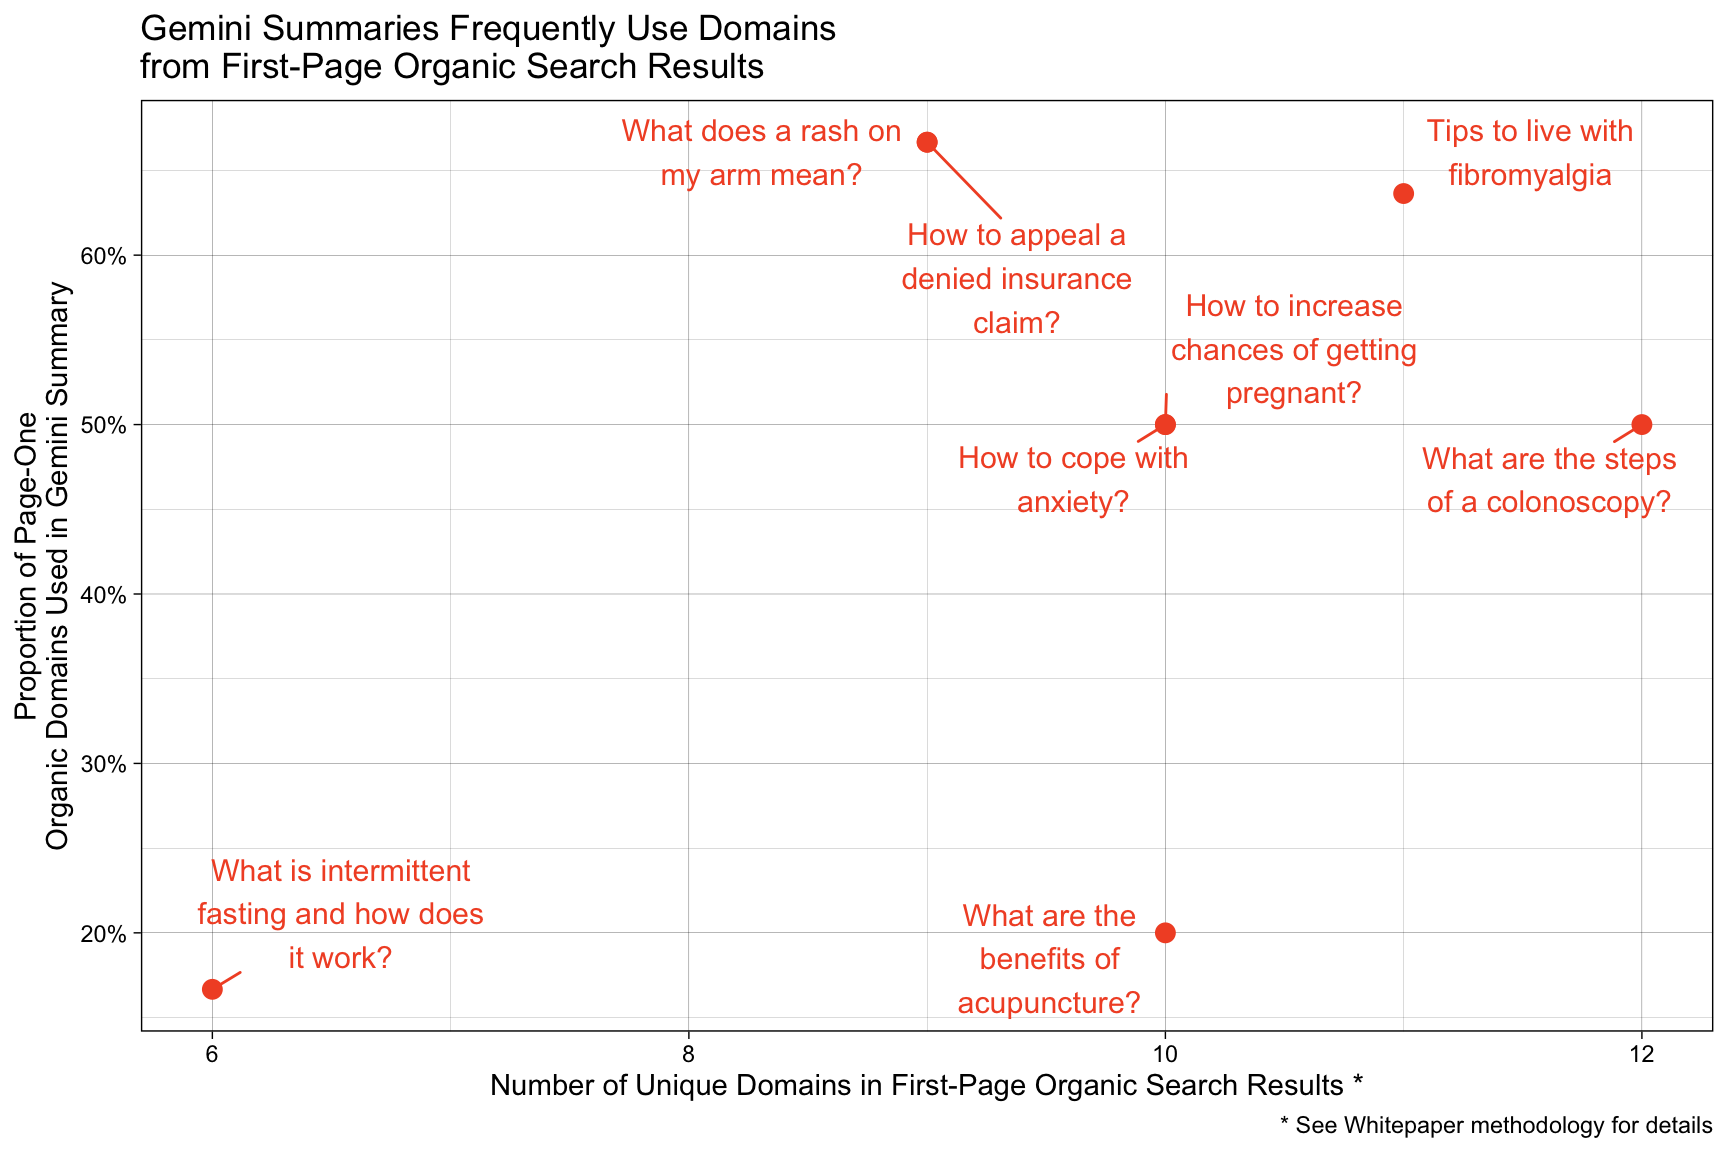 Gemini Summaries Frequently Use Domains
from First-Page Organic Search Results
Proportion of Page-One
Organic Domains Used in Gemini Summary
60%
50%
40%
30%
20%
What does a rash on
my arm mean?
Tips to live with
fibromyalgia
How to appeal a
denied insurance
claim?
How to increase
chances of getting
pregnant?
How to cope with
anxiety?
What are the steps
of a colonoscopy?
What is intermittent
fasting and how does
it work?
What are the
benefits of
acupuncture?
6
8
10
12
Number of Unique Domains in First-Page Organic Search Results *
* See Whitepaper methodology for details